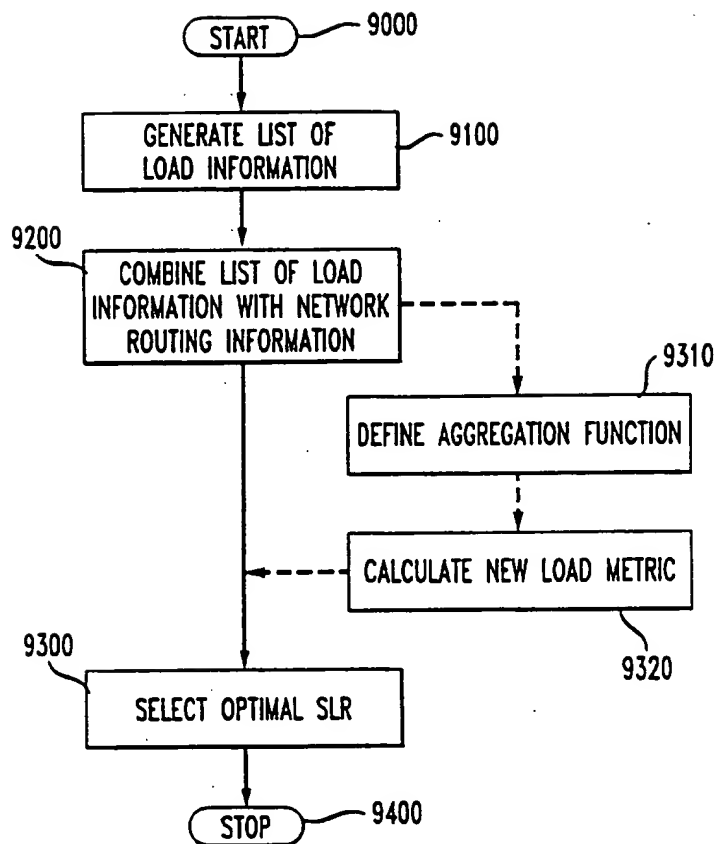 START
9000
GENERATE LIST OF
LOAD INFORMATION
9100
9200
COMBINE LIST OF LOAD
INFORMATION WITH NETWORK
ROUTING INFORMATION
9310
DEFINE AGGREGATION FUNCTION
CALCULATE NEW LOAD METRIC
9320
9300
SELECT OPTIMAL SLR
STOP
9400